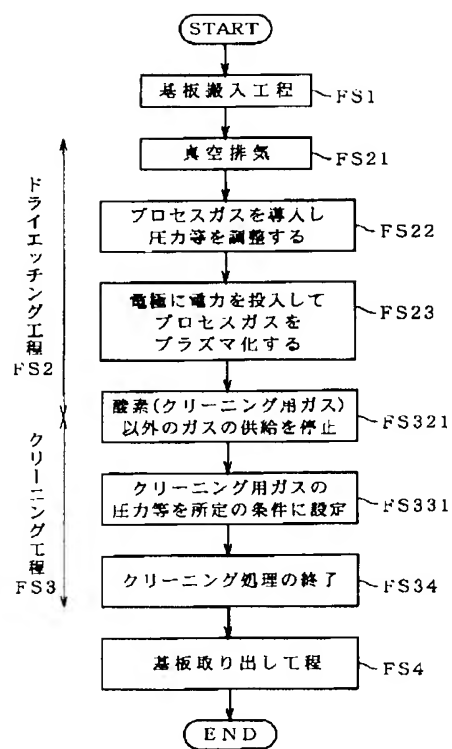 START
基板搬入工程
FS1
真空排気
FS21
プロセスガスを導入し
圧力等を調整する
FS22
電極に電力を投入して
プロセスガスを
プラズマ化する
FS23
ドライエッチング工程
FS2
酸素(クリーニング用ガス)
以外のガスの供給を停止
FS321
クリーニング用ガスの
圧力等を所定の条件に設定
FS331
クリーニング工程
FS3
クリーニング処理の終了
FS34
基板取り出し工程
FS4
END